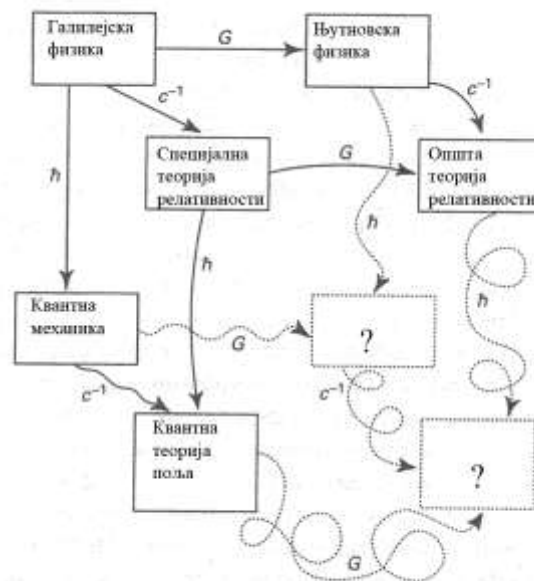 Галилејска
физика
G
Њутновска
физика
c⁻¹
c⁻¹
Специјална
теорија
релативности
G
Општа
теорија
релативности
ħ
ħ
ħ
ħ
Квантна
механика
G
?
c⁻¹
c⁻¹
Квантна
теорија
поља
?
G